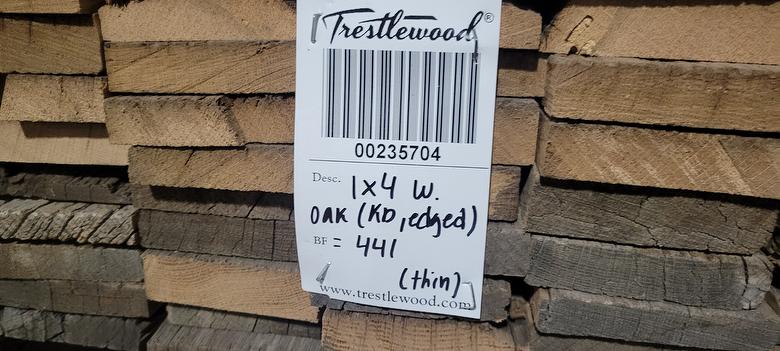 Trestlewood®
00235704
Desc. 1x4 W.
OAK (KD, edged)
BF = 441
(thin)
www.trestlewood.com